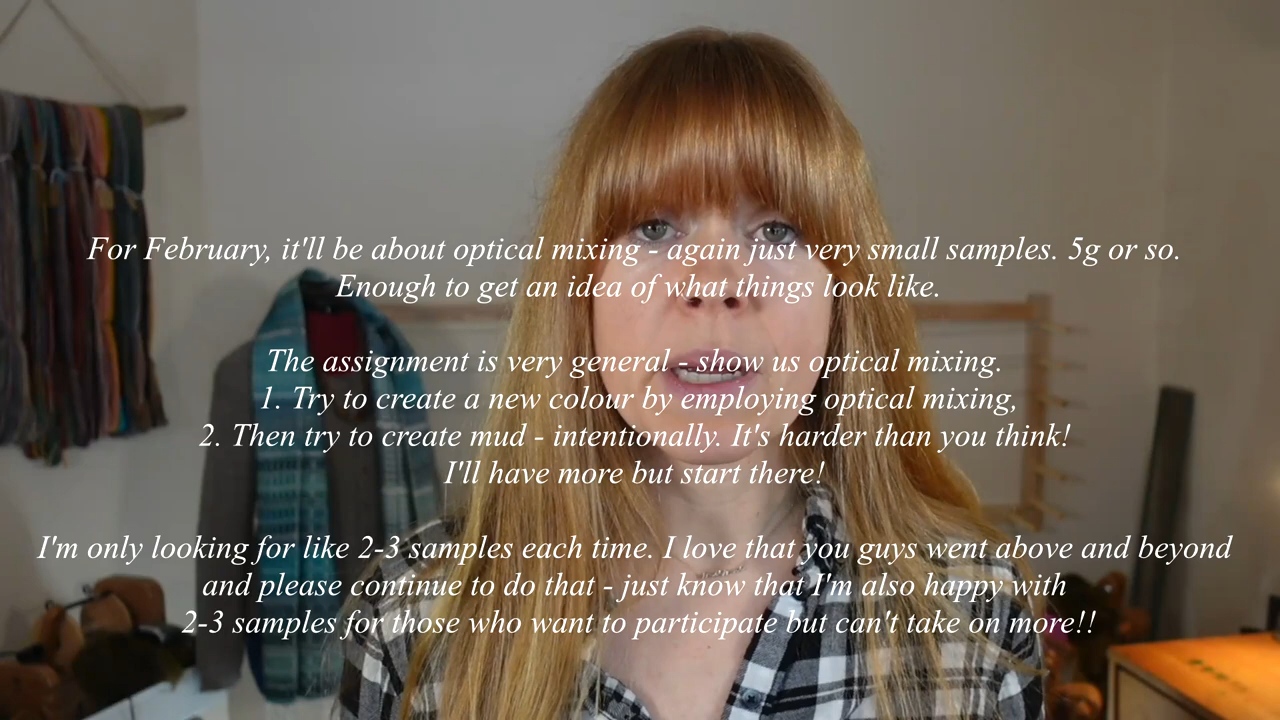 For February, it'll be about optical mixing - again just very small samples. 5g or so.
Enough to get an idea of what things look like.
The assignment is very general - show us optical mixing.
1. Try to create a new colour by employing optical mixing,
2. Then try to create mud - intentionally. It's harder than you think!
I'll have more but start there!
I'm only looking for like 2-3 samples each time. I love that you guys went above and beyond
and please continue to do that - just know that I'm also happy with
2-3 samples for those who want to participate but can't take on more!!